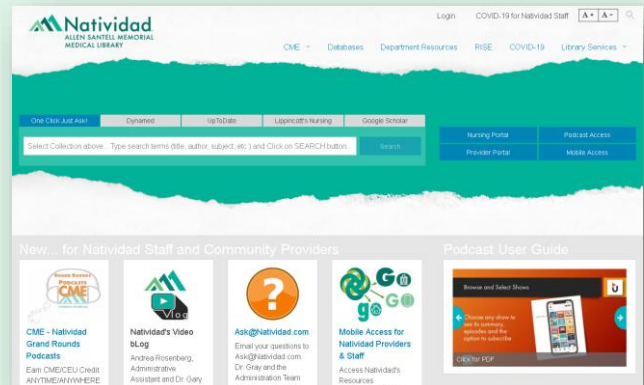 Login COVID-19 for Natividad Staff A+ A-
Natividad
ALLEN SANTELL MEMORIAL
MEDICAL LIBRARY
CME Databases Department Resources RISE COVID-19 Library Services
One Click Just Ask! Dynamed UpToDate Lippincott's Nursing Google Scholar
Select Collection above... Type search terms (title, author, subject, etc.) and Click on SEARCH button
Search
Nursing Portal Podcast Access
Provider Portal Mobile Access
New... for Natividad Staff and Community Providers
Podcast User Guide
GRAND ROUNDS
PODCASTS
CME
CME - Natividad
Grand Rounds
Podcasts
Earn CME/CEU Credit
ANYTIME/ANYWHERE
Vlog
Natividad's Video
bLog
Andrea Rosenberg,
Administrative
Assistant and Dr. Gary
?
Ask@Natividad.com
Email your questions to
Ask@Natividad.com.
Dr. Gray and the
Administration Team
Go
go GO
Mobile Access for
Natividad Providers
& Staff
Access Natividad's
Resources
Browse and Select Shows
Choose any show to
see its summary,
episodes and the
option to subscribe
Click for PDF